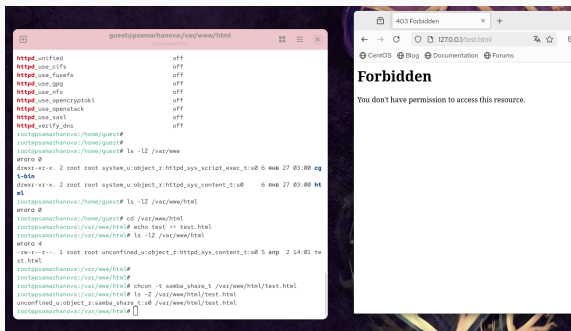 guest@psamarhanova:/var/www/html
/var/www/html
httpd_unified off
httpd_use_cifs off
httpd_use_fusefs off
httpd_use_gpg off
httpd_use_nfs off
httpd_use_opencryptoki off
httpd_use_openstack off
httpd_use_sasl off
httpd_verify_dns off
root@psamarhanova:/home/guest#
root@psamarhanova:/home/guest#
root@psamarhanova:/home/guest# ls -lZ /var/www
итого 0
drwxr-xr-x. 2 root root system_u:object_r:httpd_sys_script_exec_t:s0 6 янв 27 03:00 cg
i-bin
drwxr-xr-x. 2 root root system_u:object_r:httpd_sys_content_t:s0 6 янв 27 03:00 ht
ml
root@psamarhanova:/home/guest# ls -lZ /var/www/html
итого 0
root@psamarhanova:/home/guest# cd /var/www/html
root@psamarhanova:/var/www/html# echo test >> test.html
root@psamarhanova:/var/www/html# ls -lZ /var/www/html
итого 4
-rw-r--r--. 1 root root unconfined_u:object_r:httpd_sys_content_t:s0 5 апр 2 14:01 te
st.html
root@psamarhanova:/var/www/html#
root@psamarhanova:/var/www/html#
root@psamarhanova:/var/www/html# chcon -t samba_share_t /var/www/html/test.html
root@psamarhanova:/var/www/html# ls -Z /var/www/html/test.html
unconfined_u:object_r:samba_share_t:s0 /var/www/html/test.html
root@psamarhanova:/var/www/html#
403 Forbidden
127.0.0.1/test.html
CentOS Blog Documentation Forums
Forbidden
You don't have permission to access this resource.